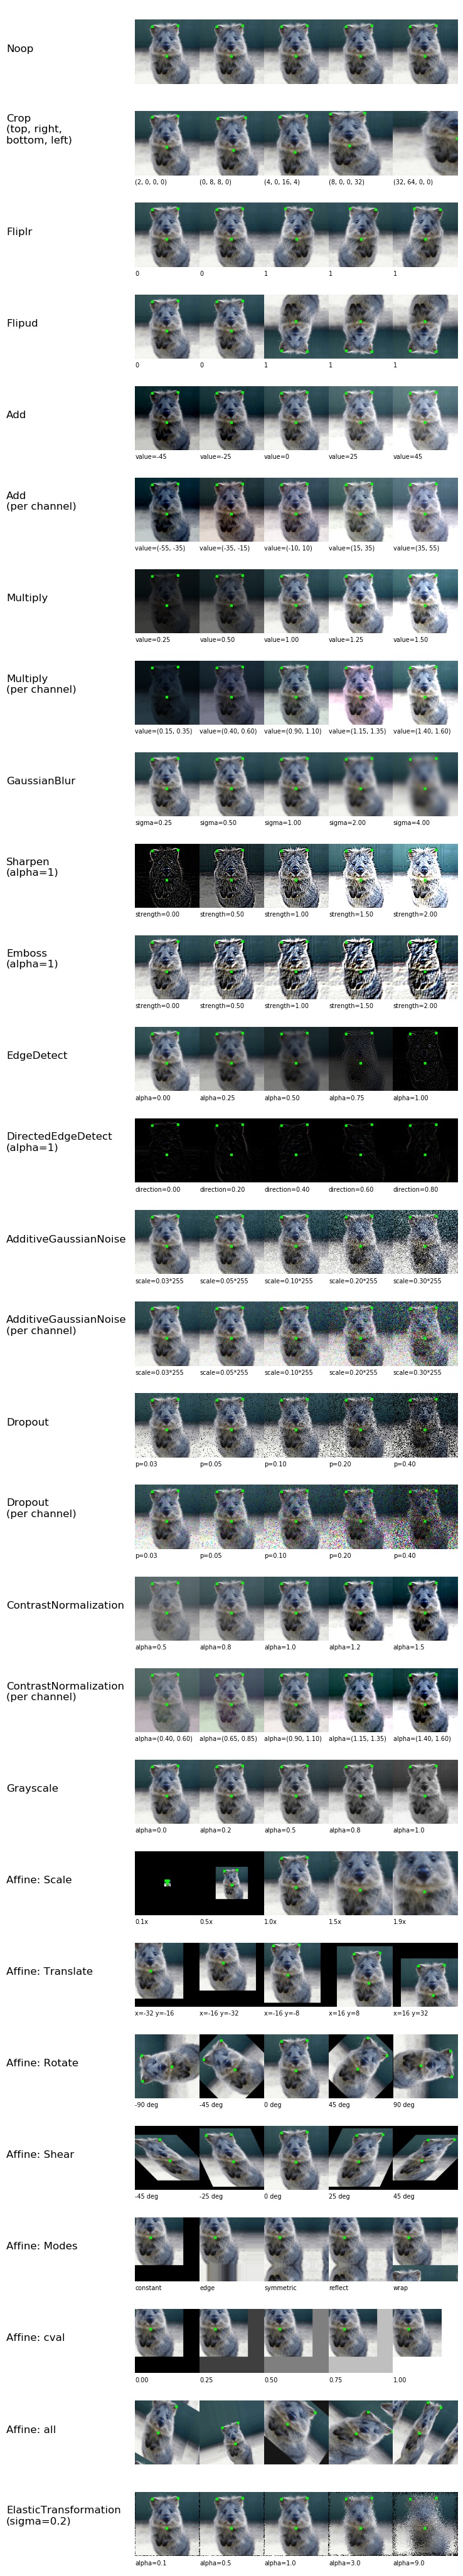 Noop
Crop
(top, right,
bottom, left)
(2, 0, 0, 0) (0, 8, 8, 0) (4, 0, 16, 4) (8, 0, 0, 32) (32, 64, 0, 0)
Fliplr
0 0 1 1 1
Flipud
0 0 1 1 1
Add
value=-45 value=-25 value=0 value=25 value=45
Add
(per channel)
value=(-55, -35) value=(-35, -15) value=(-10, 10) value=(15, 35) value=(35, 55)
Multiply
value=0.25 value=0.50 value=1.00 value=1.25 value=1.50
Multiply
(per channel)
value=(0.15, 0.35) value=(0.40, 0.60) value=(0.90, 1.10) value=(1.15, 1.35) value=(1.40, 1.60)
GaussianBlur
sigma=0.25 sigma=0.50 sigma=1.00 sigma=2.00 sigma=4.00
Sharpen
(alpha=1)
strength=0.00 strength=0.50 strength=1.00 strength=1.50 strength=2.00
Emboss
(alpha=1)
strength=0.00 strength=0.50 strength=1.00 strength=1.50 strength=2.00
EdgeDetect
alpha=0.00 alpha=0.25 alpha=0.50 alpha=0.75 alpha=1.00
DirectedEdgeDetect
(alpha=1)
direction=0.00 direction=0.20 direction=0.40 direction=0.60 direction=0.80
AdditiveGaussianNoise
scale=0.03*255 scale=0.05*255 scale=0.10*255 scale=0.20*255 scale=0.30*255
AdditiveGaussianNoise
(per channel)
scale=0.03*255 scale=0.05*255 scale=0.10*255 scale=0.20*255 scale=0.30*255
Dropout
p=0.03 p=0.05 p=0.10 p=0.20 p=0.40
Dropout
(per channel)
p=0.03 p=0.05 p=0.10 p=0.20 p=0.40
ContrastNormalization
alpha=0.5 alpha=0.8 alpha=1.0 alpha=1.2 alpha=1.5
ContrastNormalization
(per channel)
alpha=(0.40, 0.60) alpha=(0.65, 0.85) alpha=(0.90, 1.10) alpha=(1.15, 1.35) alpha=(1.40, 1.60)
Grayscale
alpha=0.0 alpha=0.2 alpha=0.5 alpha=0.8 alpha=1.0
Affine: Scale
0.1x 0.5x 1.0x 1.5x 1.9x
Affine: Translate
x=-32 y=-16 x=-16 y=-32 x=-16 y=-8 x=16 y=8 x=16 y=32
Affine: Rotate
-90 deg -45 deg 0 deg 45 deg 90 deg
Affine: Shear
-45 deg -25 deg 0 deg 25 deg 45 deg
Affine: Modes
constant edge symmetric reflect wrap
Affine: cval
0.00 0.25 0.50 0.75 1.00
Affine: all
ElasticTransformation
(sigma=0.2)
alpha=0.1 alpha=0.5 alpha=1.0 alpha=3.0 alpha=9.0